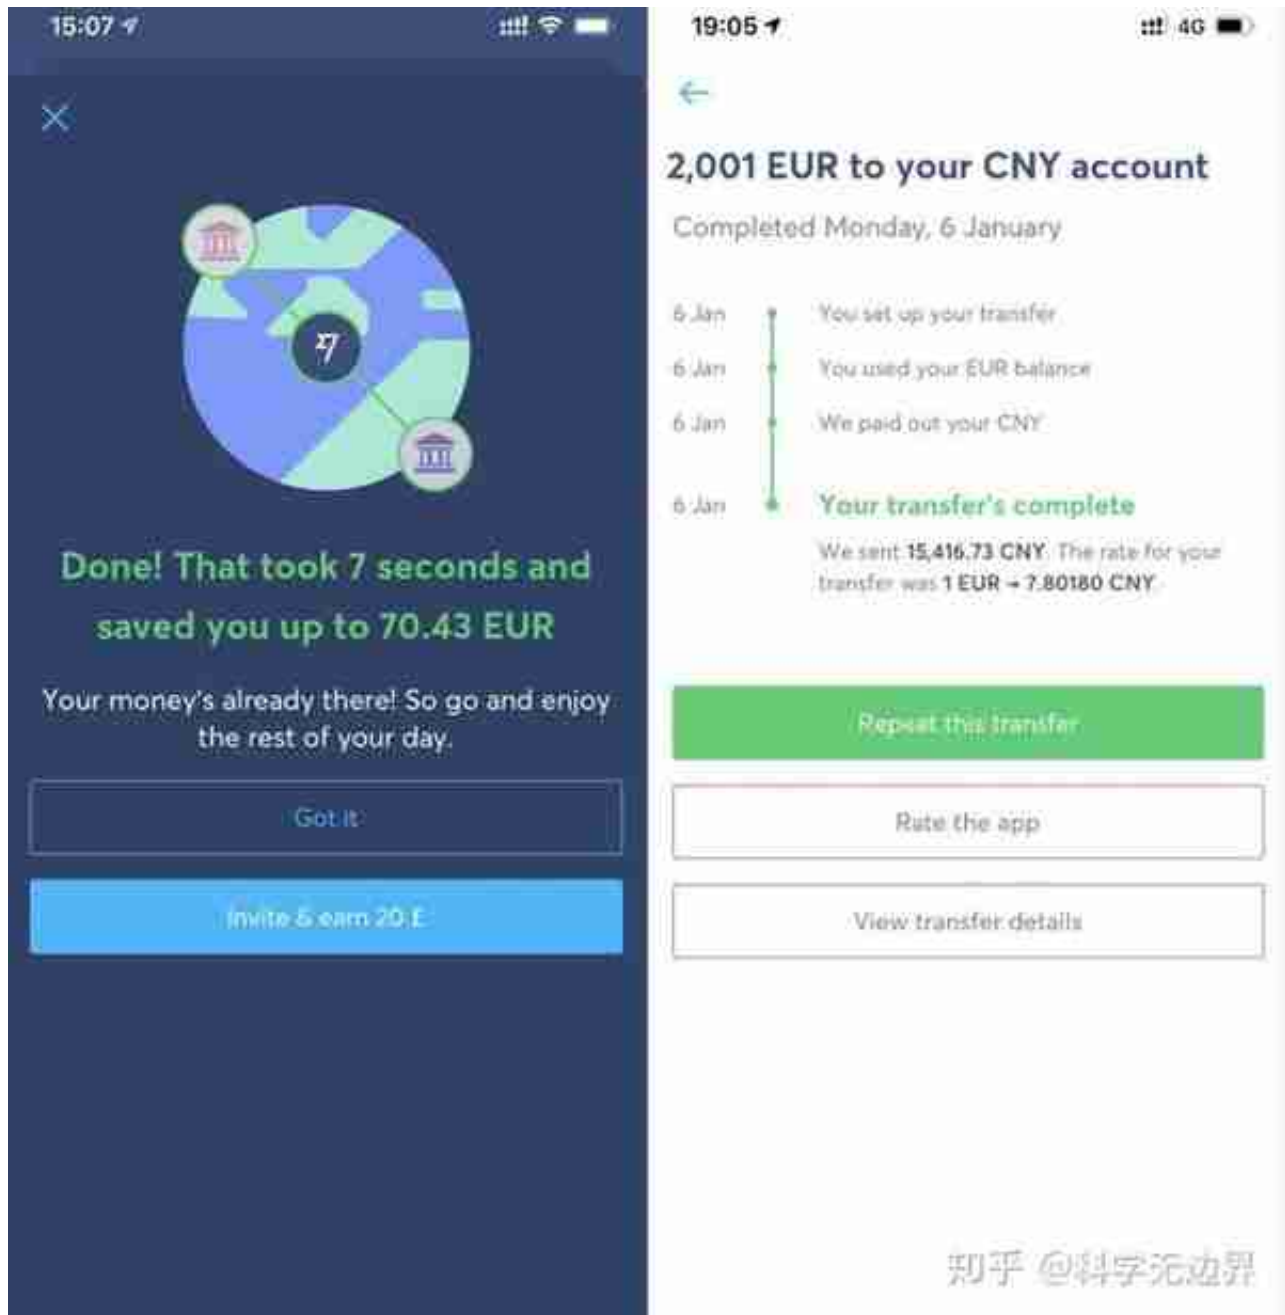 15:07
Done! That took 7 seconds and
saved you up to 70.43 EUR
Your money's already there! So go and enjoy
the rest of your day.
Got it
Invite & earn 20 £
19:05
4G
2,001 EUR to your CNY account
Completed Monday, 6 January
6 Jan You set up your transfer
6 Jan You used your EUR balance
6 Jan We paid out your CNY
6 Jan Your transfer's complete
We sent 15,416.73 CNY. The rate for your
transfer was 1 EUR → 7.80180 CNY
Repeat this transfer
Rate the app
View transfer details
知乎 @科学无边界